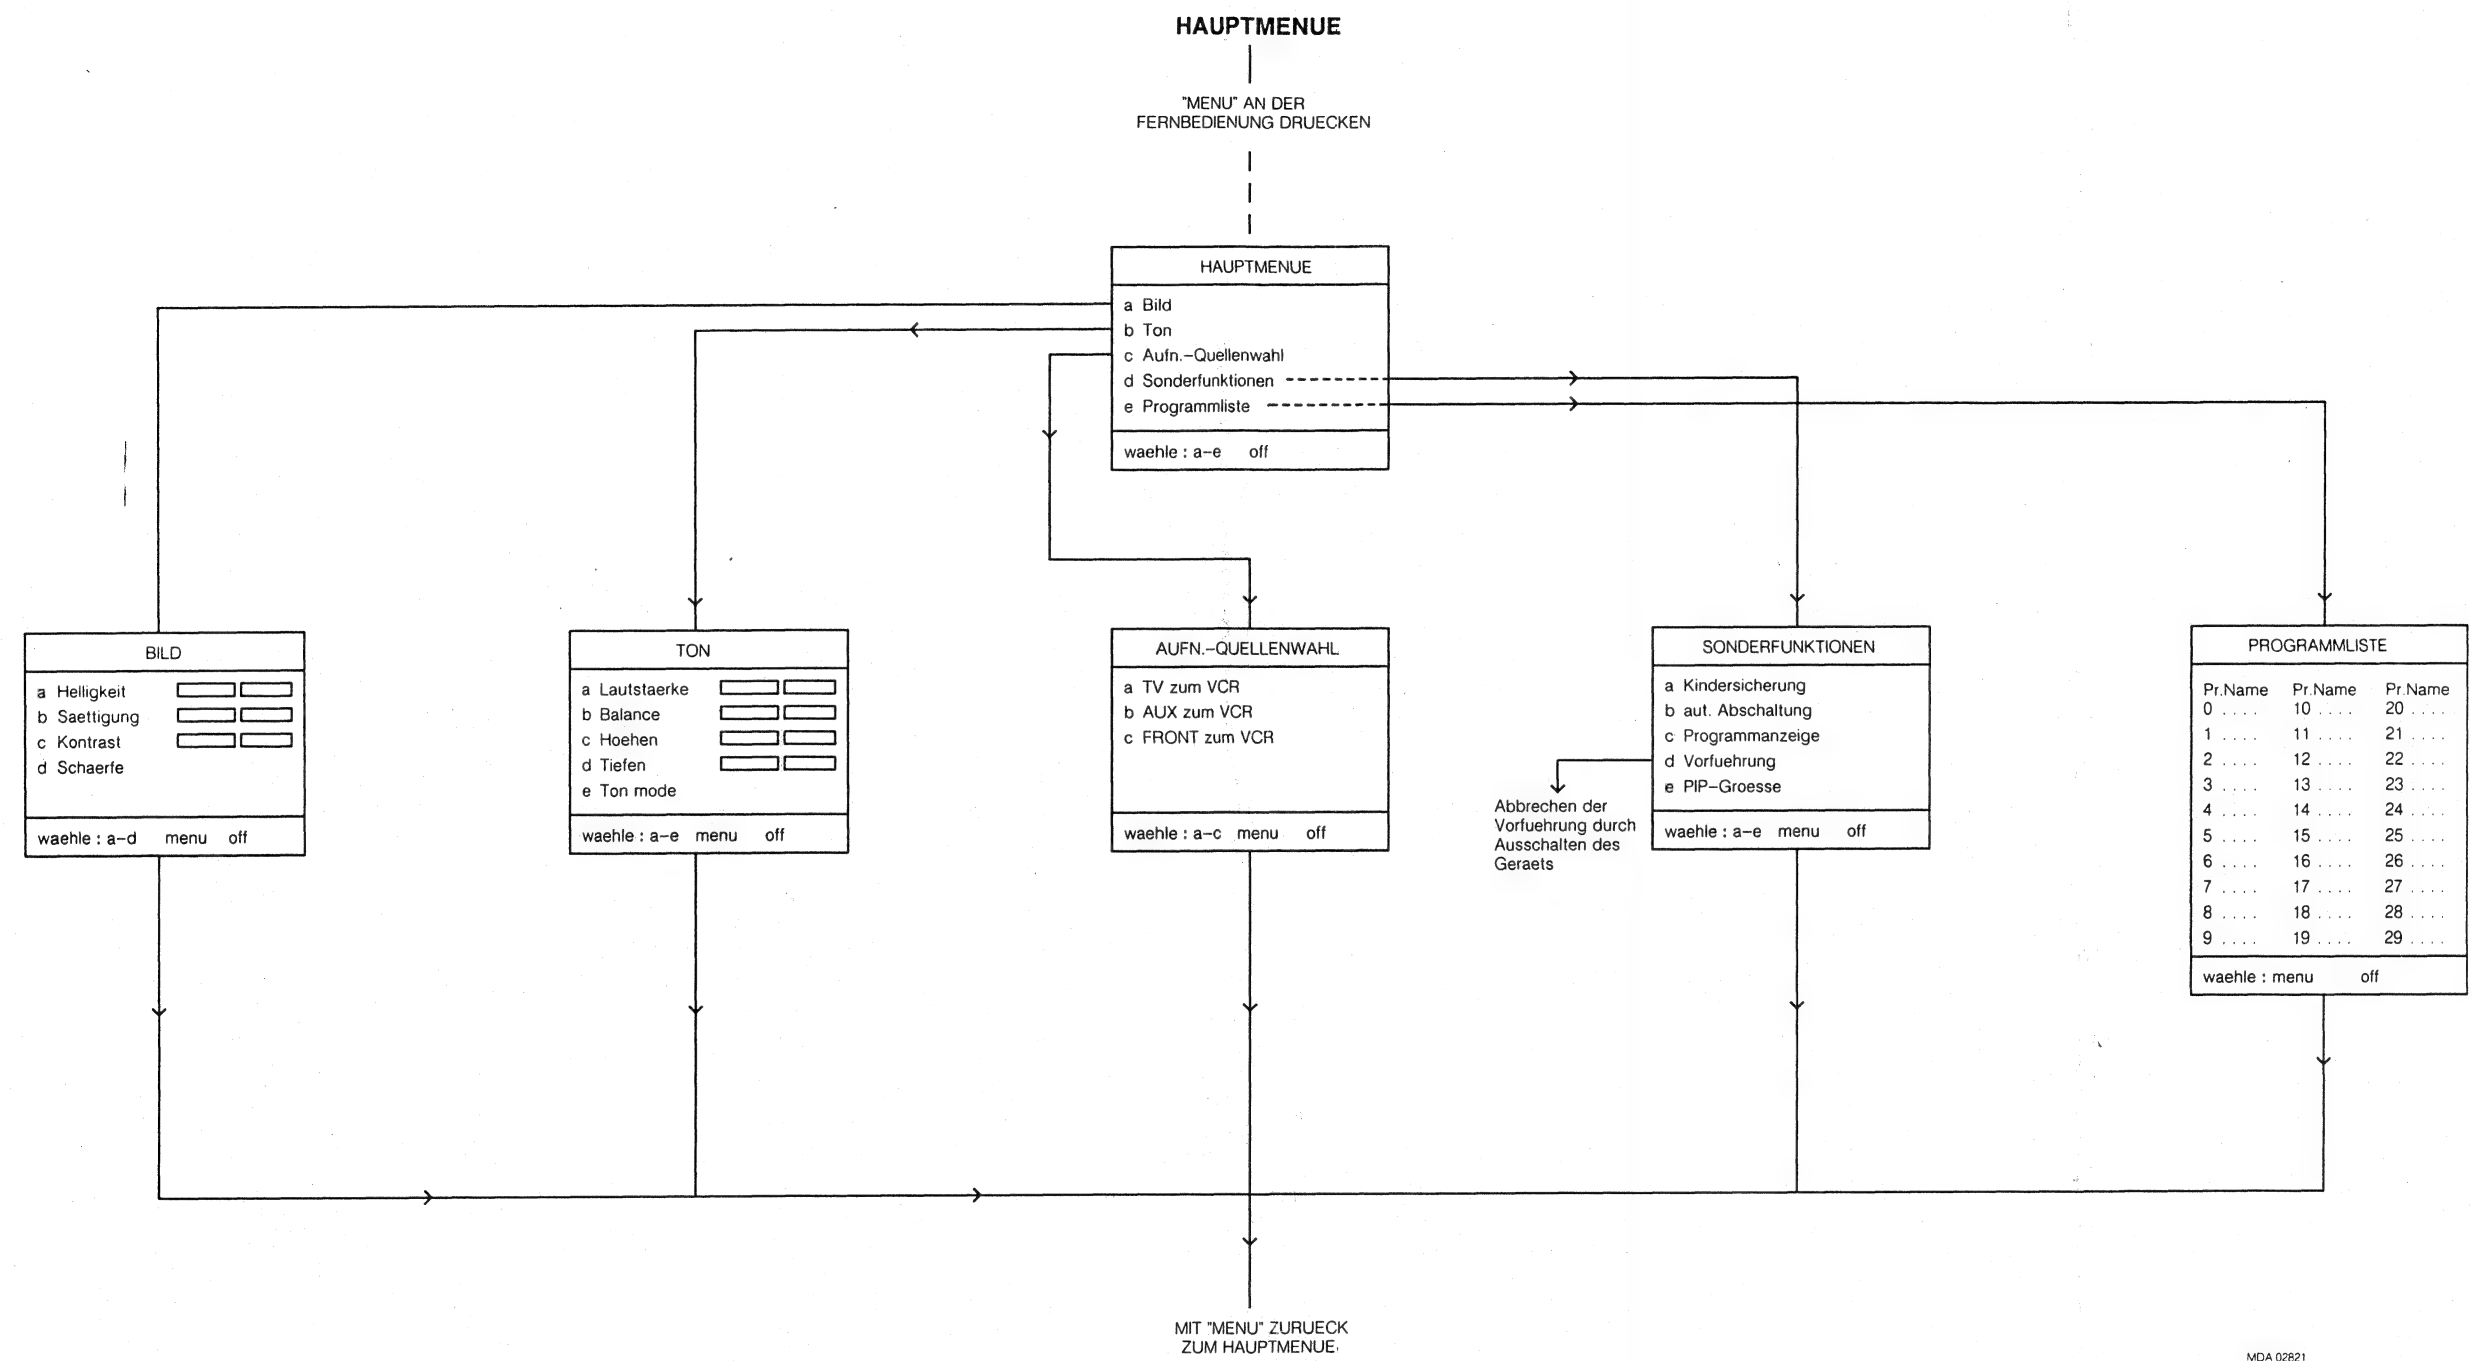 HAUPTMENUE
"MENU" AN DER
FERNBEDIENUNG DRUECKEN
HAUPTMENUE
a Bild
b Ton
c Aufn.-Quellenwahl
d Sonderfunktionen
e Programmliste
waehle : a-e off
BILD
a Helligkeit
b Saettigung
c Kontrast
d Schaerfe
waehle : a-d menu off
TON
a Lautstaerke
b Balance
c Hoehen
d Tiefen
e Ton mode
waehle : a-e menu off
AUFN.-QUELLENWAHL
a TV zum VCR
b AUX zum VCR
c FRONT zum VCR
waehle : a-c menu off
SONDERFUNKTIONEN
a Kindersicherung
b aut. Abschaltung
c Programmanzeige
d Vorfuehrung
e PIP-Groesse
waehle : a-e menu off
Abbrechen der
Vorfuehrung durch
Ausschalten des
Geraets
PROGRAMMLISTE
Pr.Name Pr.Name Pr.Name
0 .... 10 .... 20 ....
1 .... 11 .... 21 ....
2 .... 12 .... 22 ....
3 .... 13 .... 23 ....
4 .... 14 .... 24 ....
5 .... 15 .... 25 ....
6 .... 16 .... 26 ....
7 .... 17 .... 27 ....
8 .... 18 .... 28 ....
9 .... 19 .... 29 ....
waehle : menu off
MIT "MENU" ZURUECK
ZUM HAUPTMENUE
MDA 02821